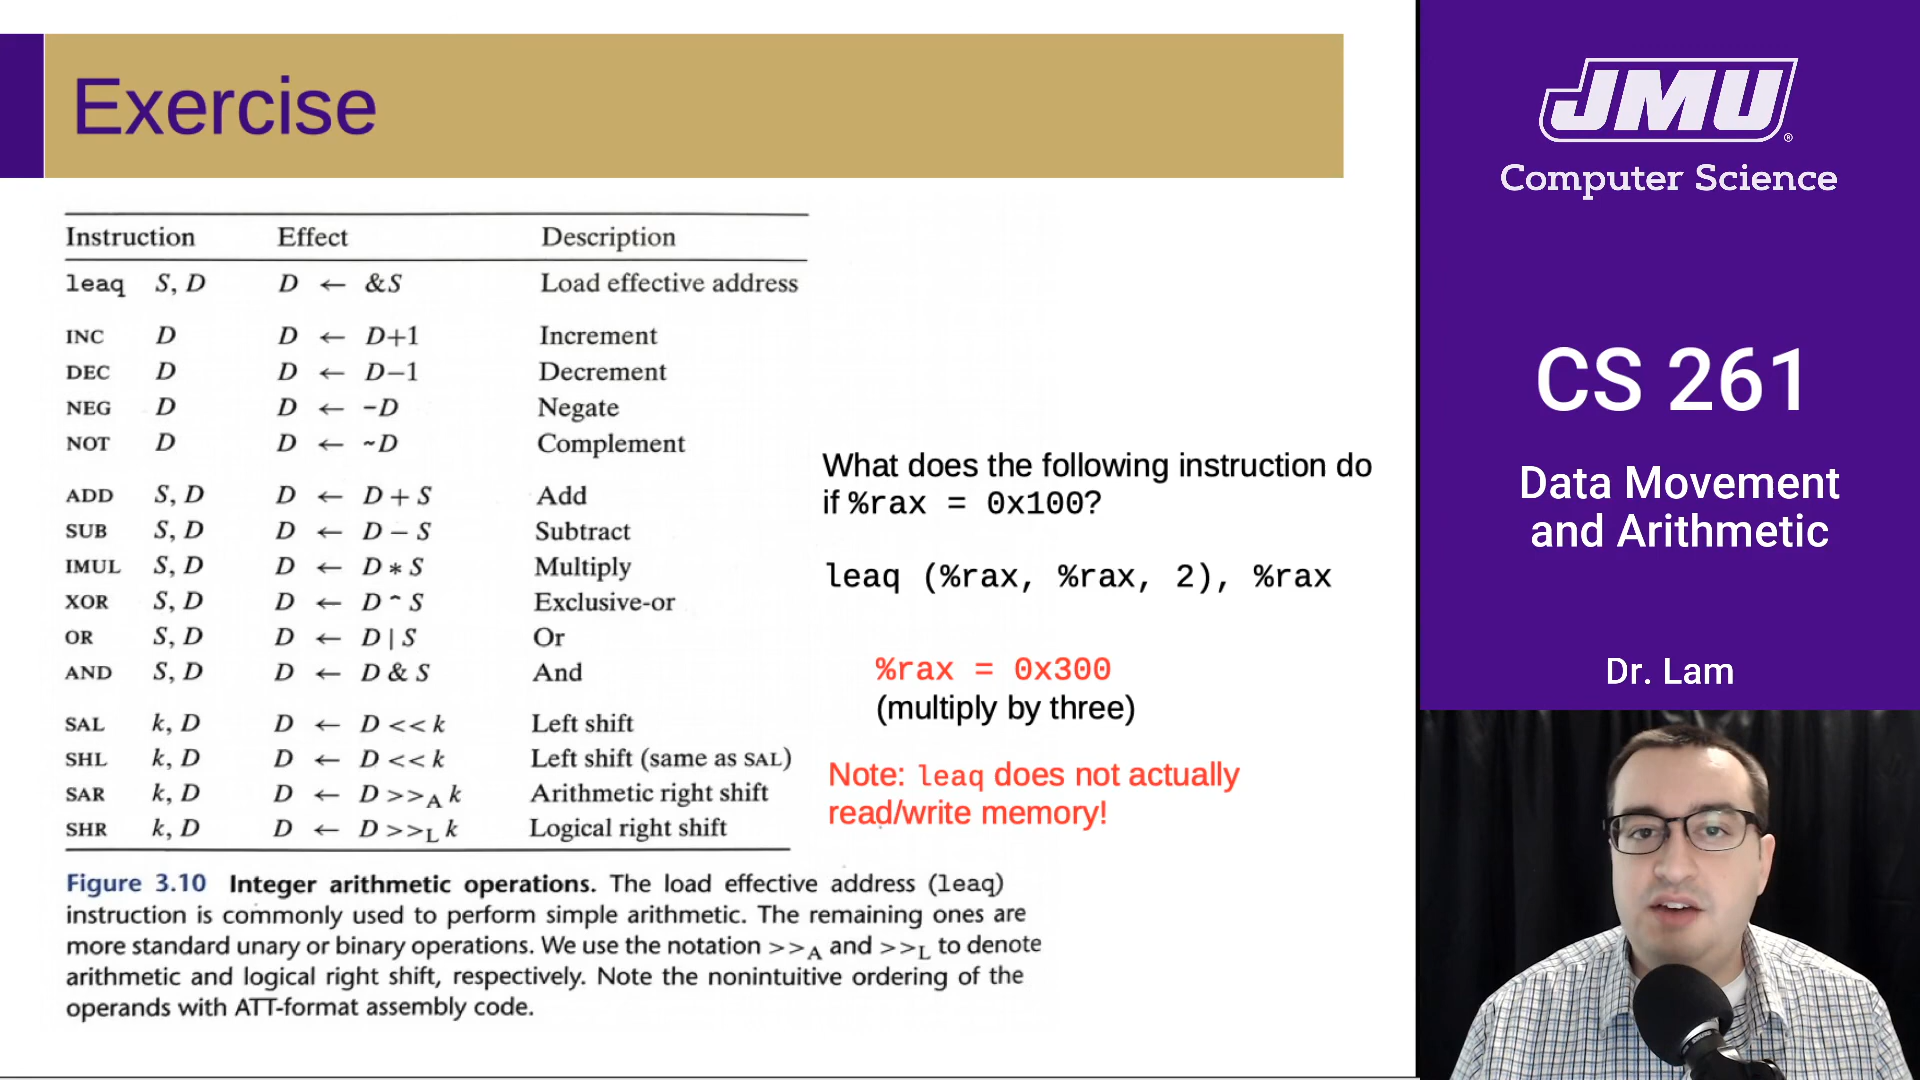 Exercise
Instruction Effect Description
leaq S, D D ← &S Load effective address
INC D D ← D+1 Increment
DEC D D ← D−1 Decrement
NEG D D ← -D Negate
NOT D D ← ~D Complement
ADD S, D D ← D + S Add
SUB S, D D ← D − S Subtract
IMUL S, D D ← D * S Multiply
XOR S, D D ← D ^ S Exclusive-or
OR S, D D ← D | S Or
AND S, D D ← D & S And
SAL k, D D ← D << k Left shift
SHL k, D D ← D << k Left shift (same as SAL)
SAR k, D D ← D >>A k Arithmetic right shift
SHR k, D D ← D >>L k Logical right shift
Figure 3.10 Integer arithmetic operations. The load effective address (leaq)
instruction is commonly used to perform simple arithmetic. The remaining ones are
more standard unary or binary operations. We use the notation >>A and >>L to denote
arithmetic and logical right shift, respectively. Note the nonintuitive ordering of the
operands with ATT-format assembly code.
What does the following instruction do
if %rax = 0x100?
leaq (%rax, %rax, 2), %rax
%rax = 0x300
(multiply by three)
Note: leaq does not actually
read/write memory!
JMU®
Computer Science
CS 261
Data Movement
and Arithmetic
Dr. Lam